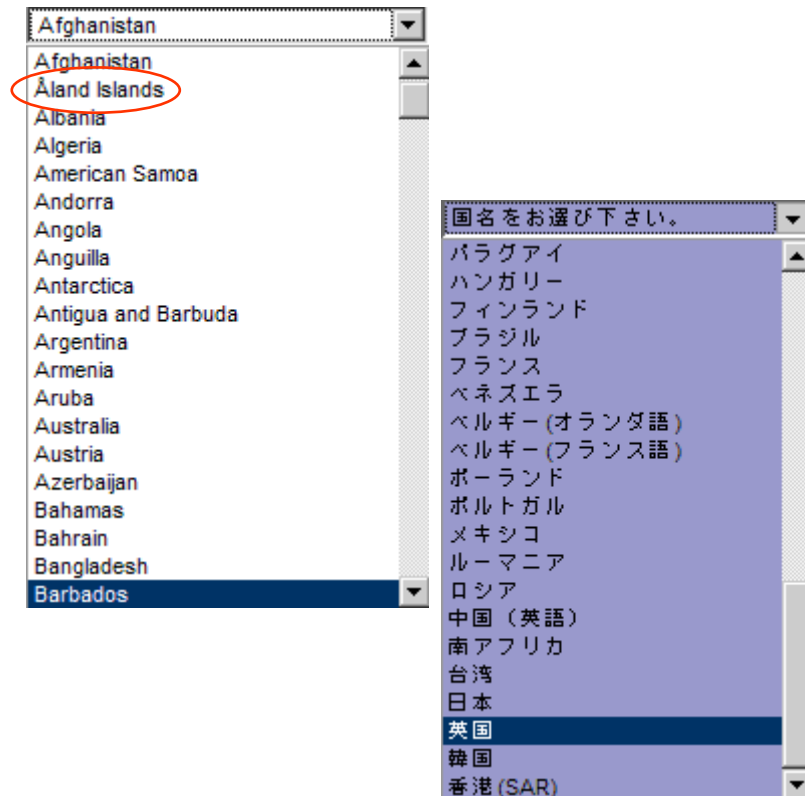 Afghanistan
Afghanistan
Åland Islands
Albania
Algeria
American Samoa
Andorra
Angola
Anguilla
Antarctica
Antigua and Barbuda
Argentina
Armenia
Aruba
Australia
Austria
Azerbaijan
Bahamas
Bahrain
Bangladesh
Barbados
国名をお選び下さい。
パラグアイ
ハンガリー
フィンランド
ブラジル
フランス
ベネズエラ
ベルギー(オランダ語)
ベルギー(フランス語)
ポーランド
ポルトガル
メキシコ
ルーマニア
ロシア
中国（英語）
南アフリカ
台湾
日本
英国
韓国
香港(SAR)